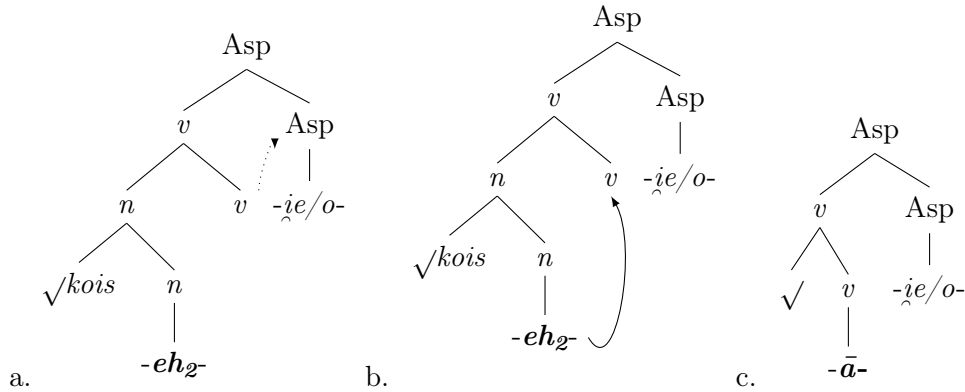 Asp
v Asp
n v -i̯e/o-
√kois n
-eh₂-
a.
Asp
v Asp
n v -i̯e/o-
√kois n
-eh₂-
b.
Asp
v Asp
√ v -i̯e/o-
-ā-
c.